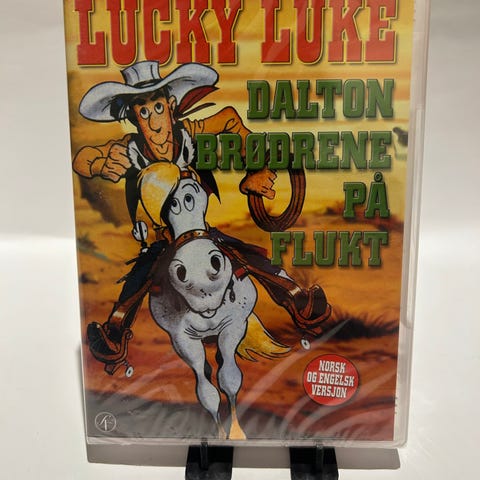 LUCKY LUKE
DALTON
BRØDRENE
PÅ
FLUKT
NORSK
OG ENGELSK
VERSJON